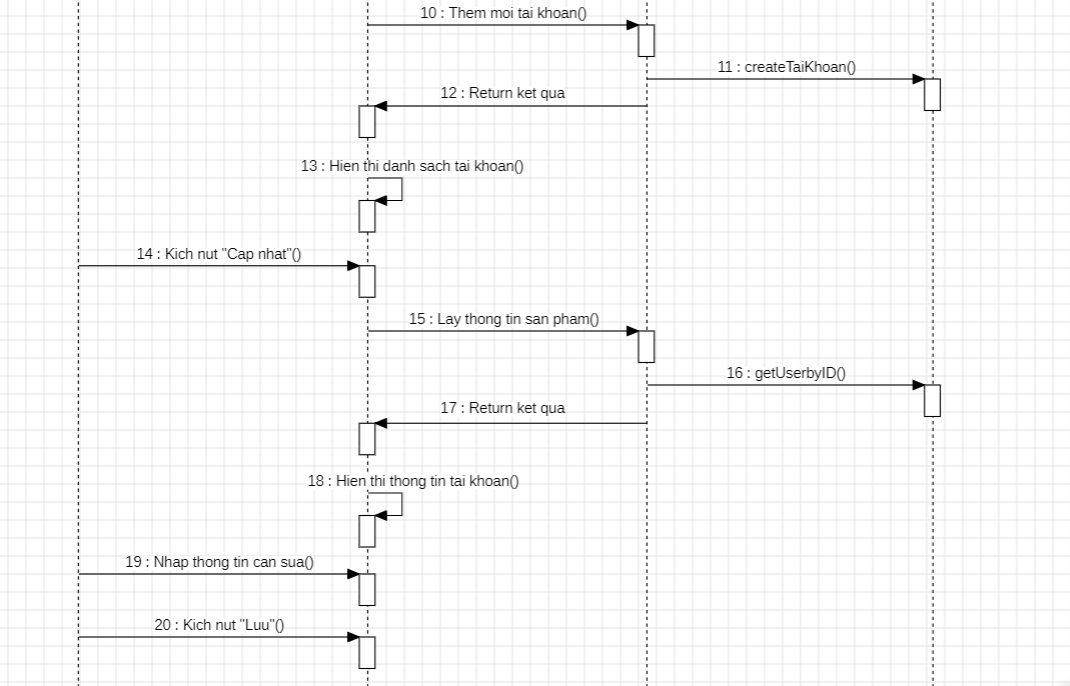 10 : Them moi tai khoan()
11 : createTaiKhoan()
12 : Return ket qua
13 : Hien thi danh sach tai khoan()
14 : Kich nut "Cap nhat"()
15 : Lay thong tin san pham()
16 : getUserbyID()
17 : Return ket qua
18 : Hien thi thong tin tai khoan()
19 : Nhap thong tin can sua()
20 : Kich nut "Luu"()